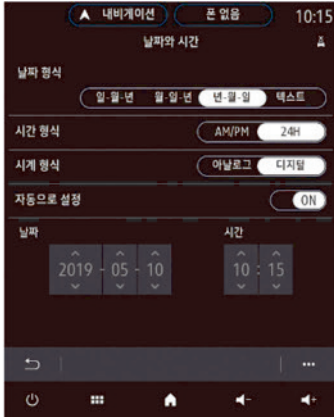 내비게이션 폰 없음 10:15
날짜와 시간
날짜 형식
일-월-년 월-일-년 년-월-일 텍스트
시간 형식 AM/PM 24H
시계 형식 아날로그 디지털
자동으로 설정 ON
날짜 시간
2019 - 05 - 10 10 : 15